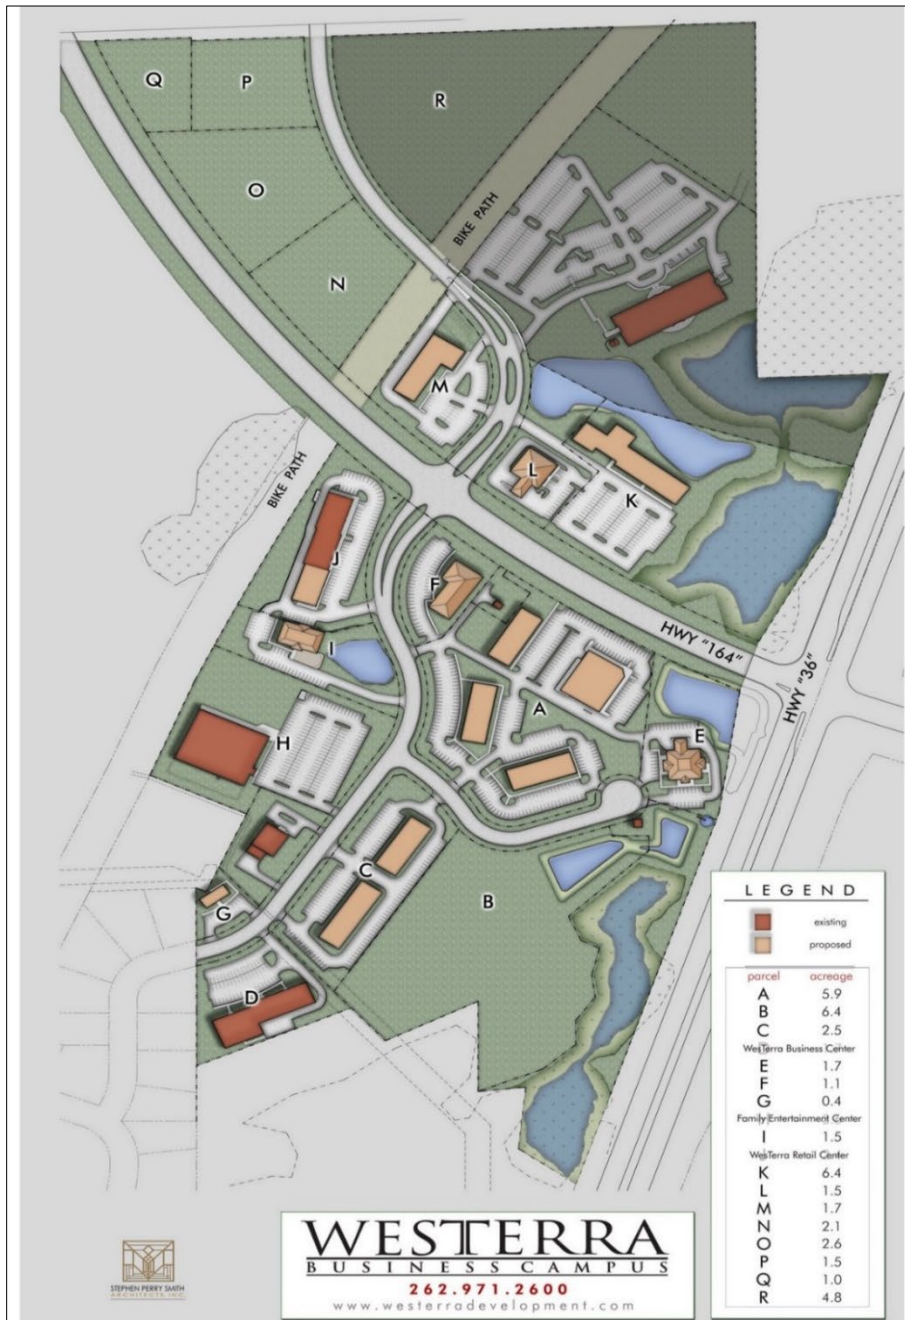 Q
P
R
O
BIKE PATH
N
M
L
K
BIKE PATH
J
F
I
HWY "164"
HWY "36"
A
E
H
C
B
G
D
LEGEND
existing
proposed
parcel acreage
A 5.9
B 6.4
C 2.5
WesTerra Business Center
E 1.7
F 1.1
G 0.4
Family Entertainment Center
I 1.5
WesTerra Retail Center
K 6.4
L 1.5
M 1.7
N 2.1
O 2.6
P 1.5
Q 1.0
R 4.8
STEPHEN PERRY SMITH
ARCHITECTS INC.
WESTERRA
BUSINESS CAMPUS
262.971.2600
www.westerradevelopment.com